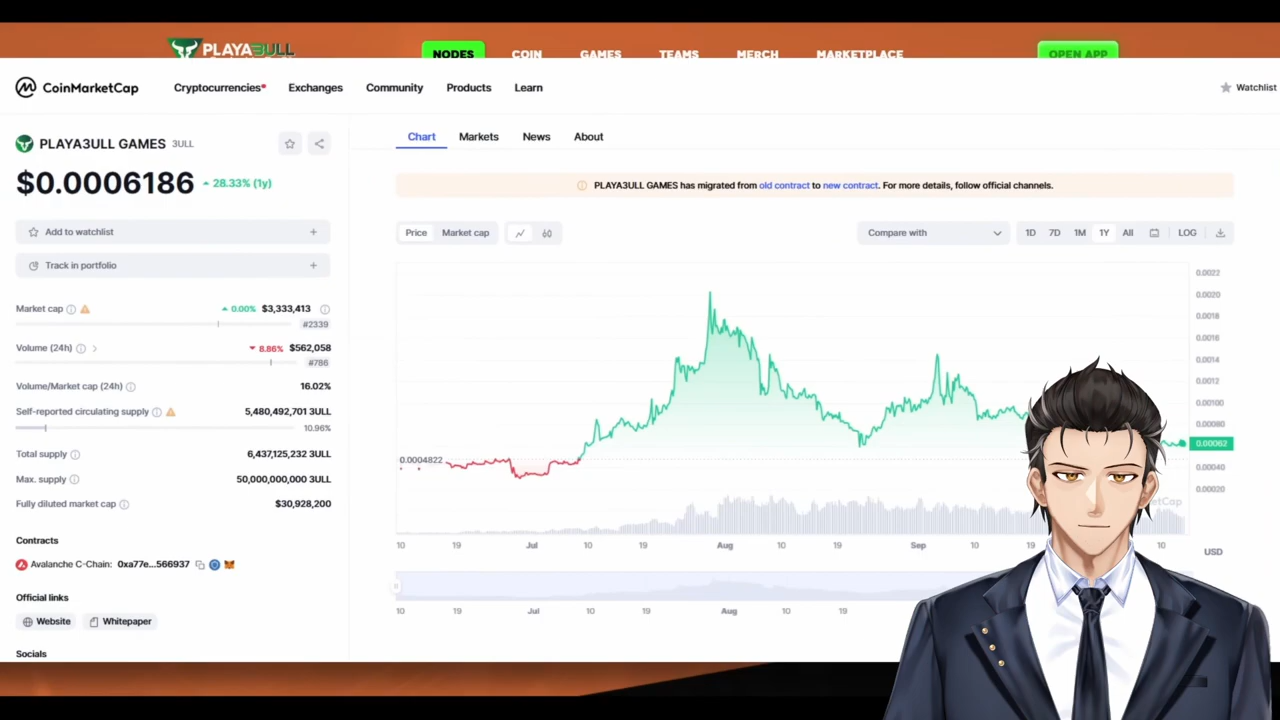 PLAYA3ULL
NODES COIN GAMES TEAMS MERCH MARKETPLACE OPEN APP
CoinMarketCap Cryptocurrencies Exchanges Community Products Learn Watchlist
PLAYA3ULL GAMES 3ULL
$0.0006186 28.33% (1y)
Add to watchlist
Track in portfolio
Market cap 0.00% $3,333,413
#2339
Volume (24h) 8.86% $562,058
#786
Volume/Market cap (24h) 16.02%
Self-reported circulating supply 5,480,492,701 3ULL
10.96%
Total supply 6,437,125,232 3ULL
Max. supply 50,000,000,000 3ULL
Fully diluted market cap $30,928,200
Contracts
Avalanche C-Chain: 0xa77e...566937
Official links
Website Whitepaper
Socials
Chart Markets News About
PLAYA3ULL GAMES has migrated from old contract to new contract. For more details, follow official channels.
Price Market cap Compare with 1D 7D 1M 1Y All LOG
0.0022
0.0020
0.0018
0.0016
0.0014
0.0012
0.00100
0.00080
0.00062
0.0004822
0.00040
0.00020
10 19 Jul 10 19 Aug 10 19 Sep 10 19 10 USD
10 19 Jul 10 19 Aug 10 19